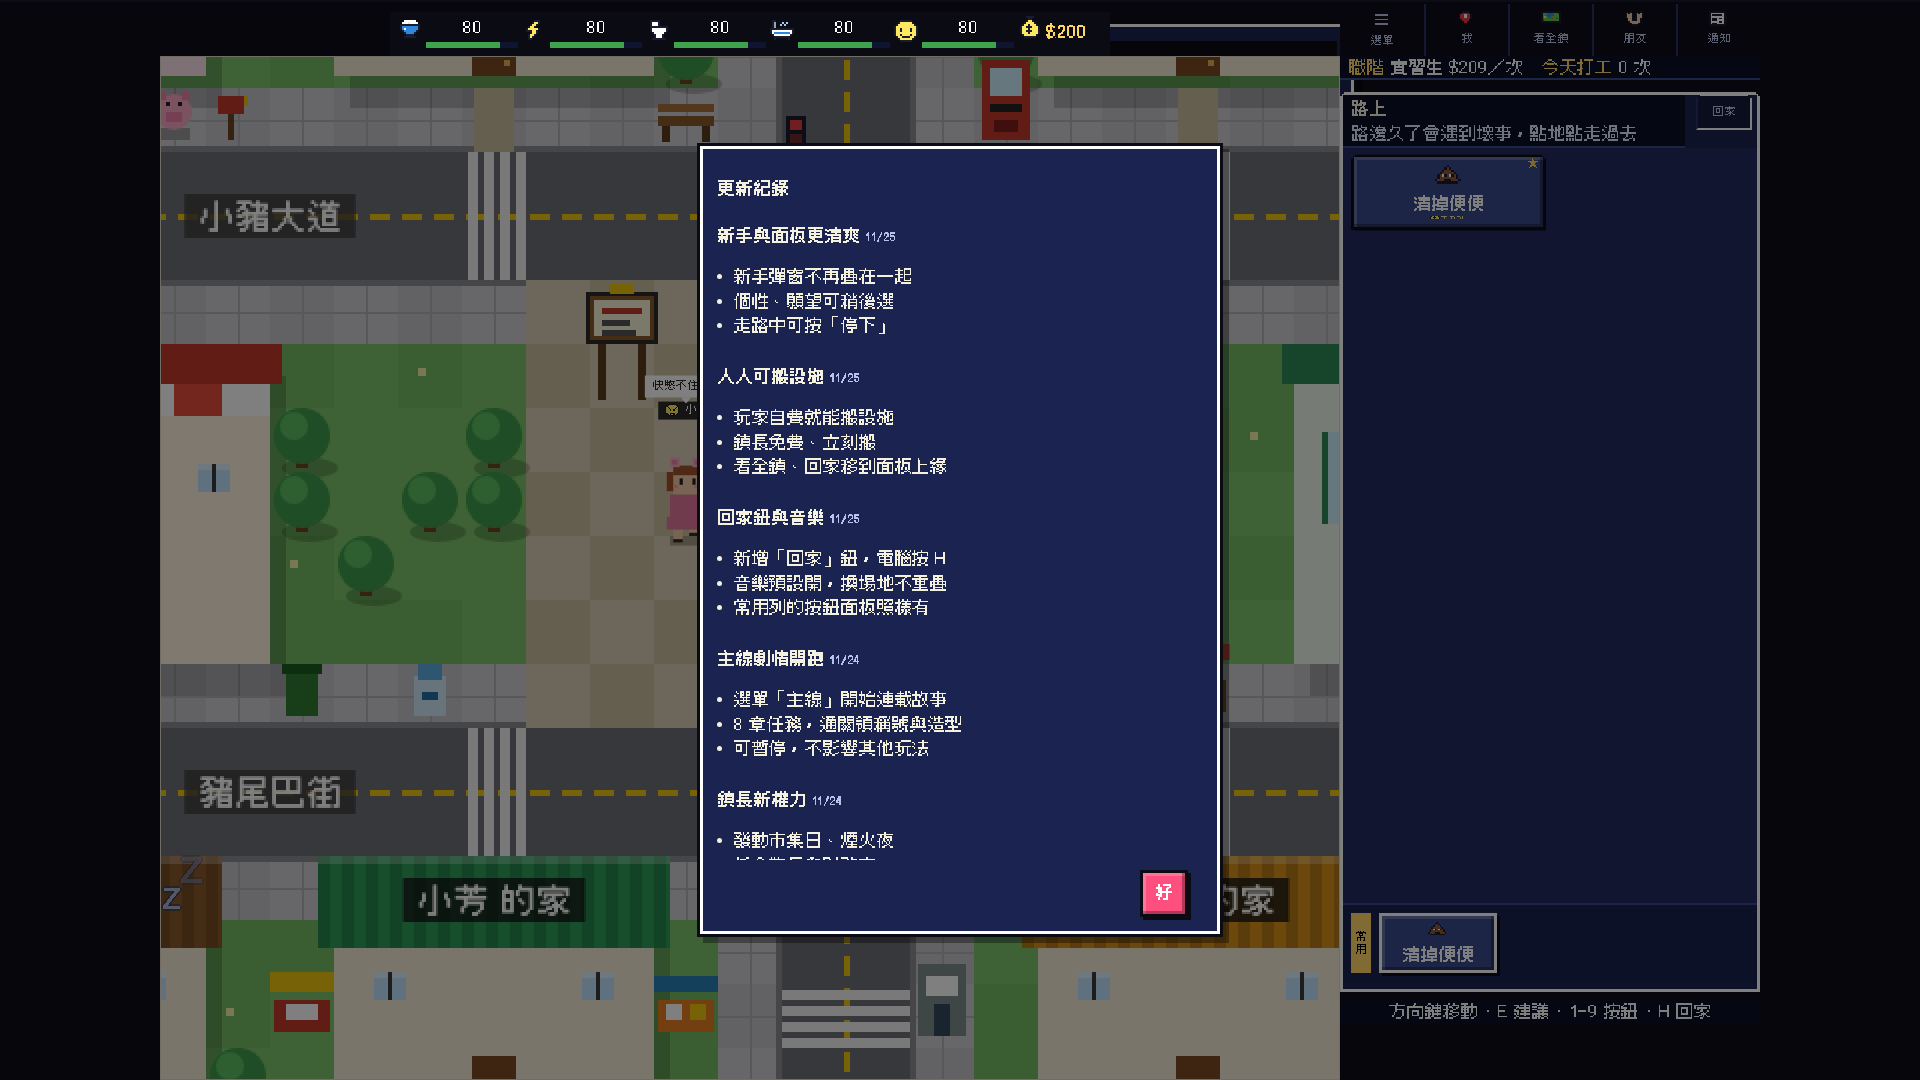 80
80
80
80
80
$200
選單
我
看全鎮
朋友
通知
職階 實習生 $209／次 今天打工 0 次
路上
路邊久了會遇到壞事，點地點走過去
回家
清掉便便
小豬大道
快憋不住
小
豬尾巴街
Z
Z
小芳 的家
的家
更新紀錄
新手與面板更清爽 11/25
• 新手彈窗不再疊在一起
• 個性、願望可稍後選
• 走路中可按「停下」
人人可搬設施 11/25
• 玩家自費就能搬設施
• 鎮長免費、立刻搬
• 看全鎮、回家移到面板上緣
回家鈕與音樂 11/25
• 新增「回家」鈕，電腦按 H
• 音樂預設開，換場地不重疊
• 常用列的按鈕面板照樣有
主線劇情開跑 11/24
• 選單「主線」開始連載故事
• 8 章任務，通關領稱號與造型
• 可暫停，不影響其他玩法
鎮長新權力 11/24
• 發動市集日、煙火夜
好
常用
清掉便便
方向鍵移動 · E 建議 · 1-9 按鈕 · H 回家